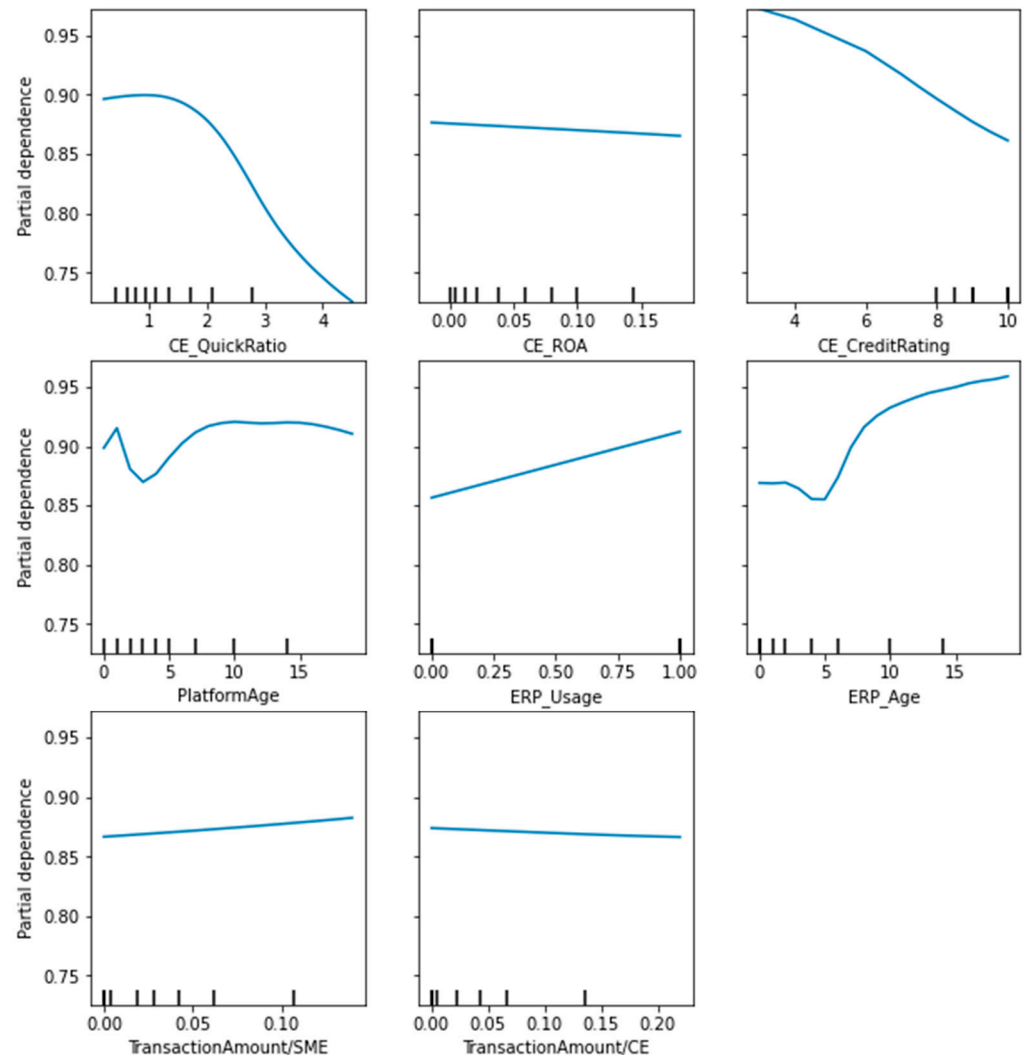 Partial dependence
0.95
0.90
0.85
0.80
0.75
1 2 3 4
CE_QuickRatio
0.00 0.05 0.10 0.15
CE_ROA
4 6 8 10
CE_CreditRating
Partial dependence
0.95
0.90
0.85
0.80
0.75
0 5 10 15
PlatformAge
0.00 0.25 0.50 0.75 1.00
ERP_Usage
0 5 10 15
ERP_Age
Partial dependence
0.95
0.90
0.85
0.80
0.75
0.00 0.05 0.10
TransactionAmount/SME
0.00 0.05 0.10 0.15 0.20
TransactionAmount/CE